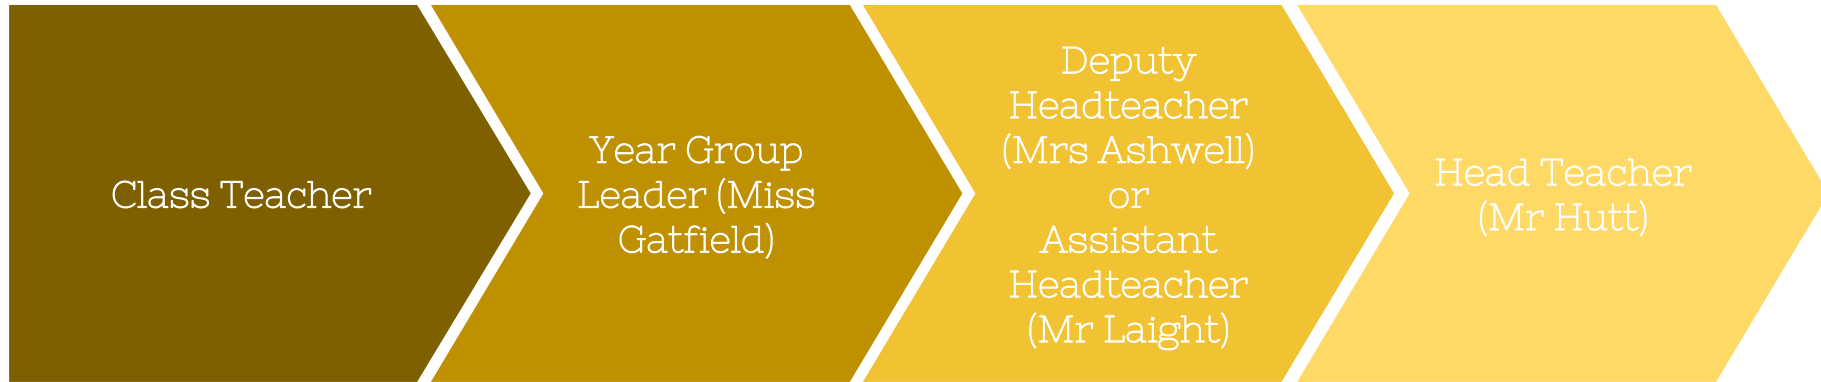 Class Teacher
Year Group
Leader (Miss
Gatfield)
Deputy
Headteacher
(Mrs Ashwell)
or
Assistant
Headteacher
(Mr Laight)
Head Teacher
(Mr Hutt)